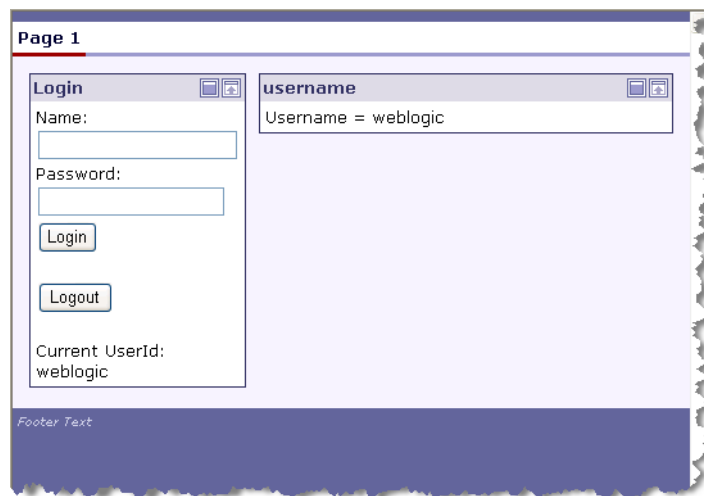 Page 1
Login
Name:
Password:
Login
Logout
Current UserId:
weblogic
username
Username = weblogic
Footer Text